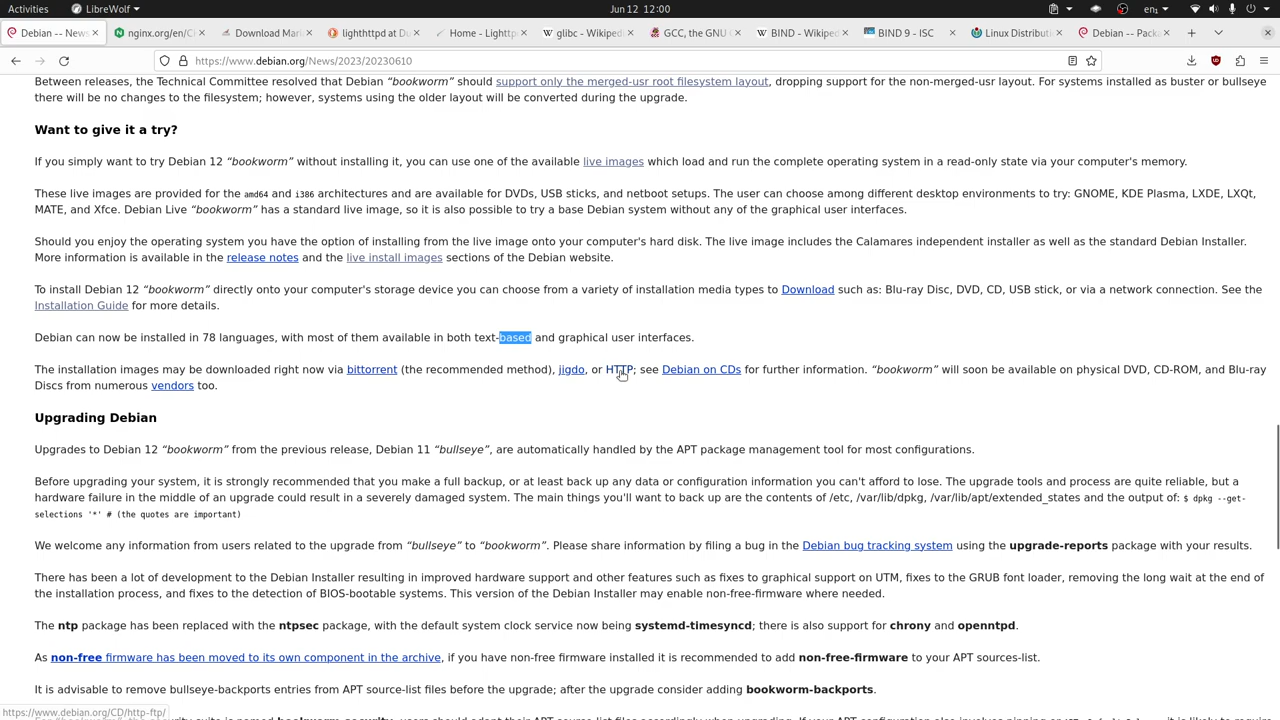 Activities
LibreWolf
Jun 12 12:00
en₁
Debian -- News
nginx.org/en/C
Download Mari
lighthttpd at Du
Home - Lighttp
glibc - Wikiped
GCC, the GNU C
BIND - Wikiped
BIND 9 - ISC
Linux Distributi
Debian -- Pack
https://www.debian.org/News/2023/20230610
Between releases, the Technical Committee resolved that Debian “bookworm” should support only the merged-usr root filesystem layout, dropping support for the non-merged-usr layout. For systems installed as buster or bullseye
there will be no changes to the filesystem; however, systems using the older layout will be converted during the upgrade.
Want to give it a try?
If you simply want to try Debian 12 “bookworm” without installing it, you can use one of the available live images which load and run the complete operating system in a read-only state via your computer's memory.
These live images are provided for the amd64 and i386 architectures and are available for DVDs, USB sticks, and netboot setups. The user can choose among different desktop environments to try: GNOME, KDE Plasma, LXDE, LXQt,
MATE, and Xfce. Debian Live “bookworm” has a standard live image, so it is also possible to try a base Debian system without any of the graphical user interfaces.
Should you enjoy the operating system you have the option of installing from the live image onto your computer's hard disk. The live image includes the Calamares independent installer as well as the standard Debian Installer.
More information is available in the release notes and the live install images sections of the Debian website.
To install Debian 12 “bookworm” directly onto your computer's storage device you can choose from a variety of installation media types to Download such as: Blu-ray Disc, DVD, CD, USB stick, or via a network connection. See the
Installation Guide for more details.
Debian can now be installed in 78 languages, with most of them available in both text-based and graphical user interfaces.
The installation images may be downloaded right now via bittorrent (the recommended method), jigdo, or HTTP; see Debian on CDs for further information. “bookworm” will soon be available on physical DVD, CD-ROM, and Blu-ray
Discs from numerous vendors too.
Upgrading Debian
Upgrades to Debian 12 “bookworm” from the previous release, Debian 11 “bullseye”, are automatically handled by the APT package management tool for most configurations.
Before upgrading your system, it is strongly recommended that you make a full backup, or at least back up any data or configuration information you can't afford to lose. The upgrade tools and process are quite reliable, but a
hardware failure in the middle of an upgrade could result in a severely damaged system. The main things you'll want to back up are the contents of /etc, /var/lib/dpkg, /var/lib/apt/extended_states and the output of: $ dpkg --get-
selections '*' # (the quotes are important)
We welcome any information from users related to the upgrade from “bullseye” to “bookworm”. Please share information by filing a bug in the Debian bug tracking system using the upgrade-reports package with your results.
There has been a lot of development to the Debian Installer resulting in improved hardware support and other features such as fixes to graphical support on UTM, fixes to the GRUB font loader, removing the long wait at the end of
the installation process, and fixes to the detection of BIOS-bootable systems. This version of the Debian Installer may enable non-free-firmware where needed.
The ntp package has been replaced with the ntpsec package, with the default system clock service now being systemd-timesyncd; there is also support for chrony and openntpd.
As non-free firmware has been moved to its own component in the archive, if you have non-free firmware installed it is recommended to add non-free-firmware to your APT sources-list.
It is advisable to remove bullseye-backports entries from APT source-list files before the upgrade; after the upgrade consider adding bookworm-backports.
https://www.debian.org/CD/http-ftp/